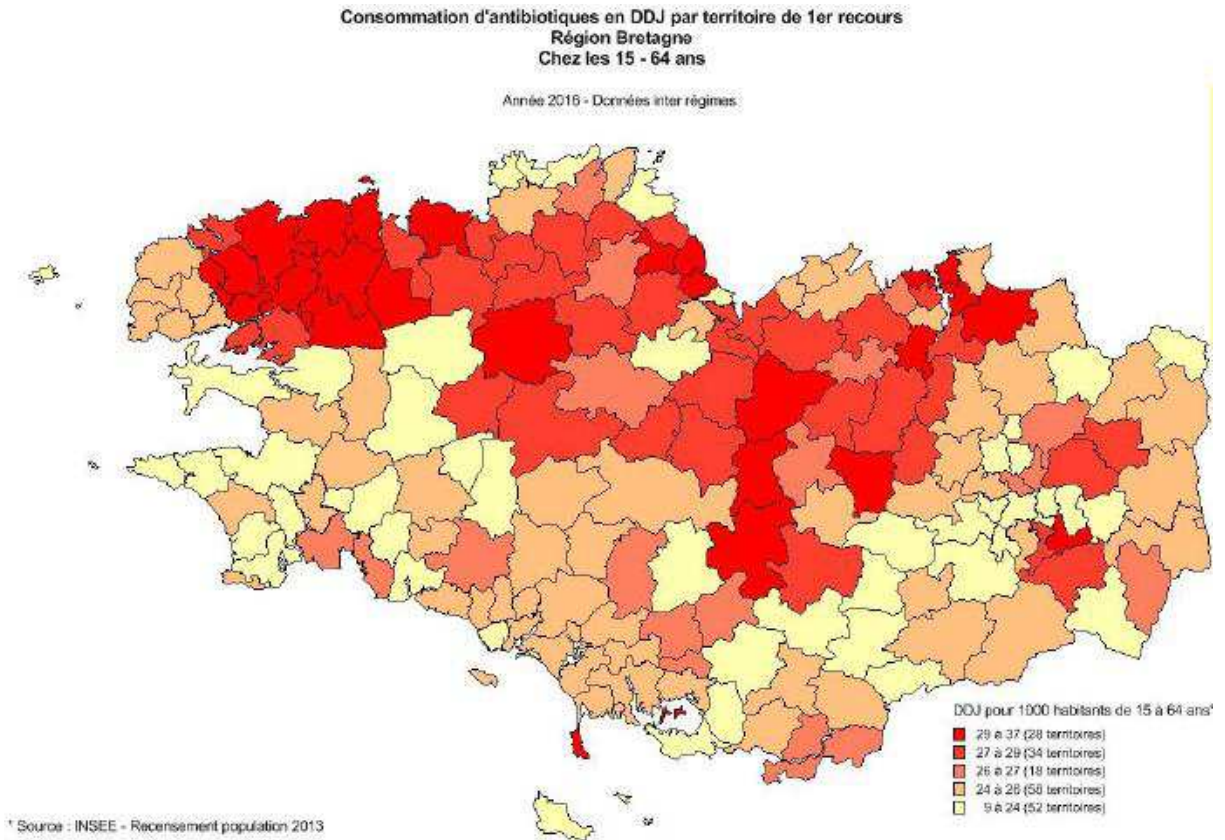 Consommation d'antibiotiques en DDJ par territoire de 1er recours
Région Bretagne
Chez les 15 - 64 ans
Année 2016 - Données inter régimes
DDJ pour 1000 habitants de 15 à 64 ans*
29 à 37 (28 territoires)
27 à 29 (34 territoires)
26 à 27 (18 territoires)
24 à 26 (58 territoires)
9 à 24 (52 territoires)
* Source : INSEE - Recensement population 2013